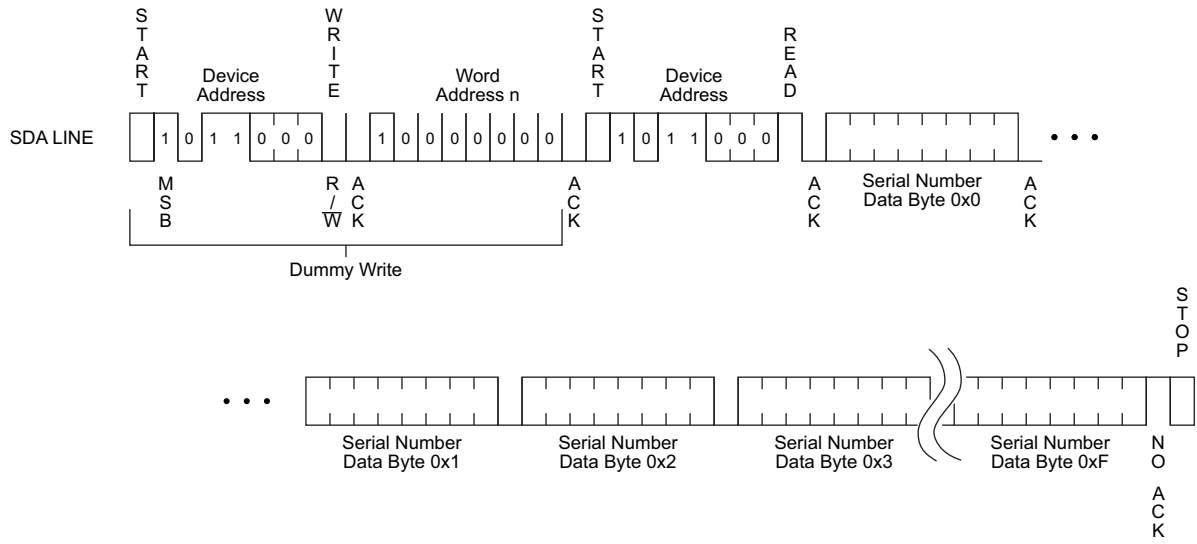 START
WRITE
START
READ
Device
Address
Word
Address n
Device
Address
SDA LINE
1 0 1 1 0 0 0
1 0 0 0 0 0 0 0
1 0 1 1 0 0 0
• • •
MSB
R/W
ACK
ACK
ACK
Serial Number
Data Byte 0x0
ACK
Dummy Write
STOP
• • •
Serial Number
Data Byte 0x1
Serial Number
Data Byte 0x2
Serial Number
Data Byte 0x3
Serial Number
Data Byte 0xF
NO ACK